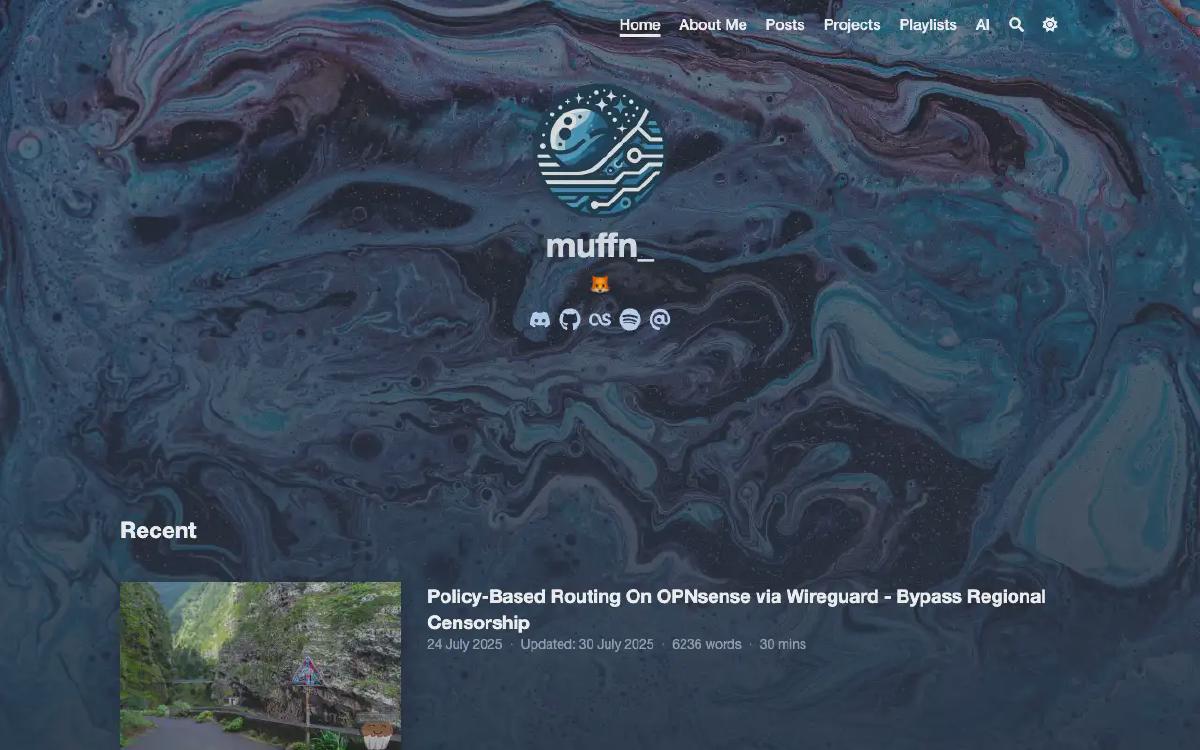 Home About Me Posts Projects Playlists AI
muffn_
Recent
Policy-Based Routing On OPNsense via Wireguard - Bypass Regional
Censorship
24 July 2025 · Updated: 30 July 2025 · 6236 words · 30 mins